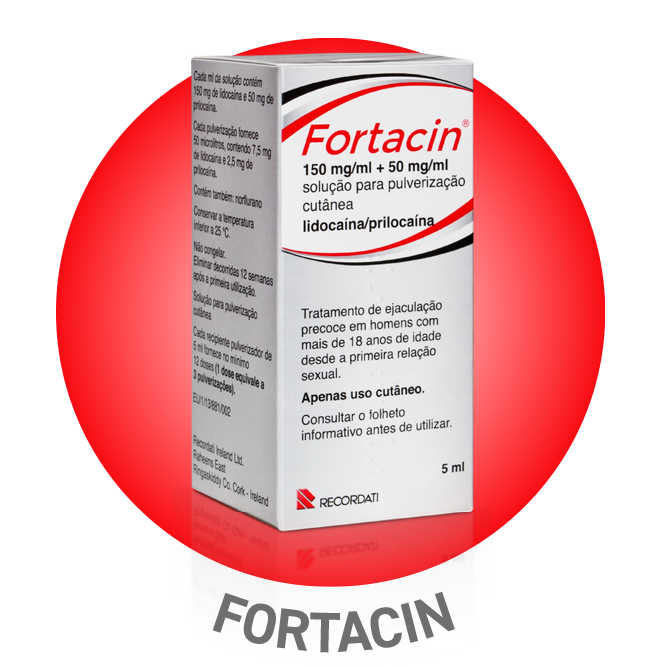 Cada ml da solução contém
150 mg de lidocaína e 50 mg de
prilocaína.
Cada pulverização fornece
50 microlitros, contendo 7,5 mg
de lidocaína e 2,5 mg de
prilocaína.
Contém também: norflurano
Conservar a temperatura
inferior a 25 °C.
Não congelar.
Eliminar decorridas 12 semanas
após a primeira utilização.
Solução para pulverização
cutânea
Cada recipiente pulverizador de
5 ml fornece no mínimo
12 doses (1 dose equivale a
3 pulverizações).
EU/1/13/881/002
Recordati Ireland Ltd.
Raheens East
Ringaskiddy Co. Cork - Ireland
Fortacin®
150 mg/ml + 50 mg/ml
solução para pulverização
cutânea
lidocaína/prilocaína
Tratamento de ejaculação
precoce em homens com
mais de 18 anos de idade
desde a primeira relação
sexual.
Apenas uso cutâneo.
Consultar o folheto
informativo antes de utilizar.
5 ml
RECORDATI
FORTACIN